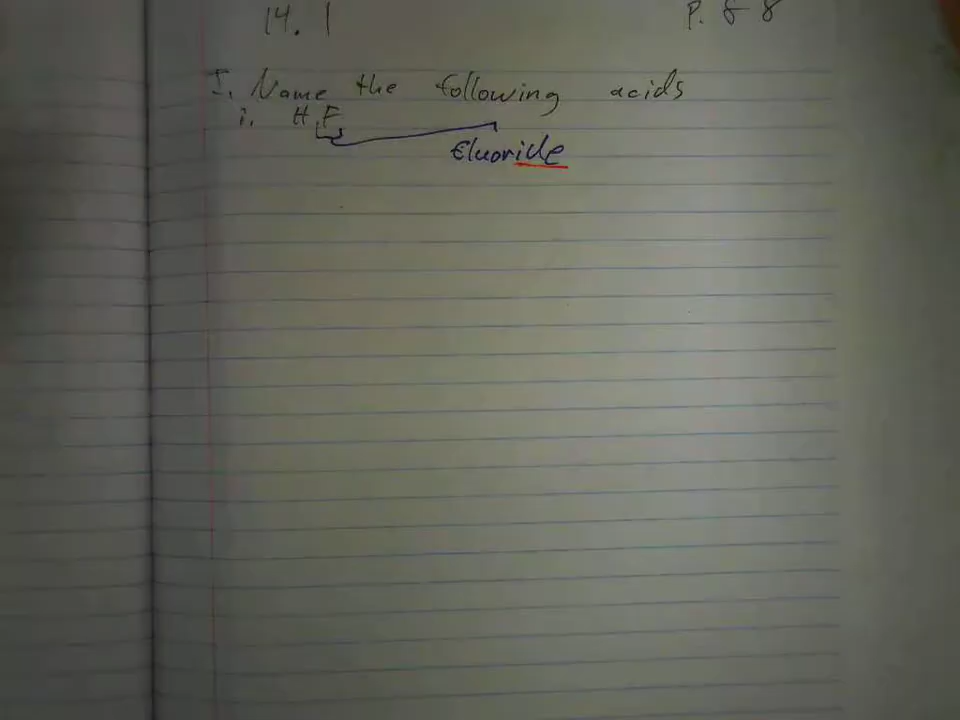 14. 1 P. 88
I. Name the following acids
i. HF
fluoride